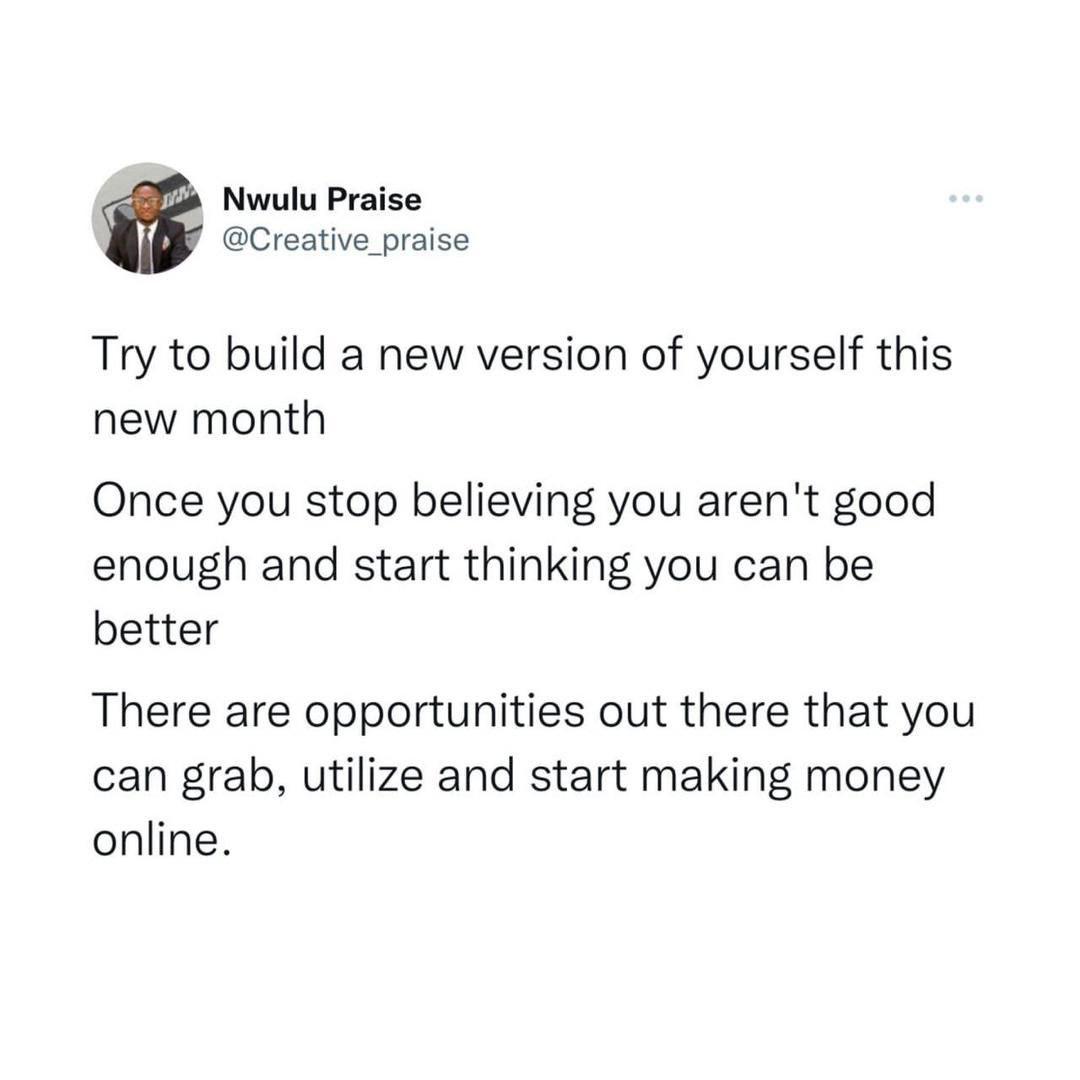 Nwulu Praise
@Creative_praise
Try to build a new version of yourself this
new month
Once you stop believing you aren't good
enough and start thinking you can be
better
There are opportunities out there that you
can grab, utilize and start making money
online.